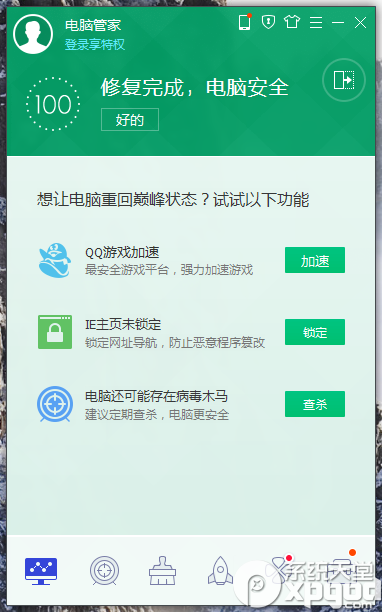 电脑管家
登录享特权
100
修复完成，电脑安全
好的
想让电脑重回巅峰状态？试试以下功能
QQ游戏加速
最安全游戏平台，强力加速游戏
加速
IE主页未锁定
锁定网址导航，防止恶意程序篡改
锁定
电脑还可能存在病毒木马
建议定期查杀，电脑更安全
查杀
系统天堂